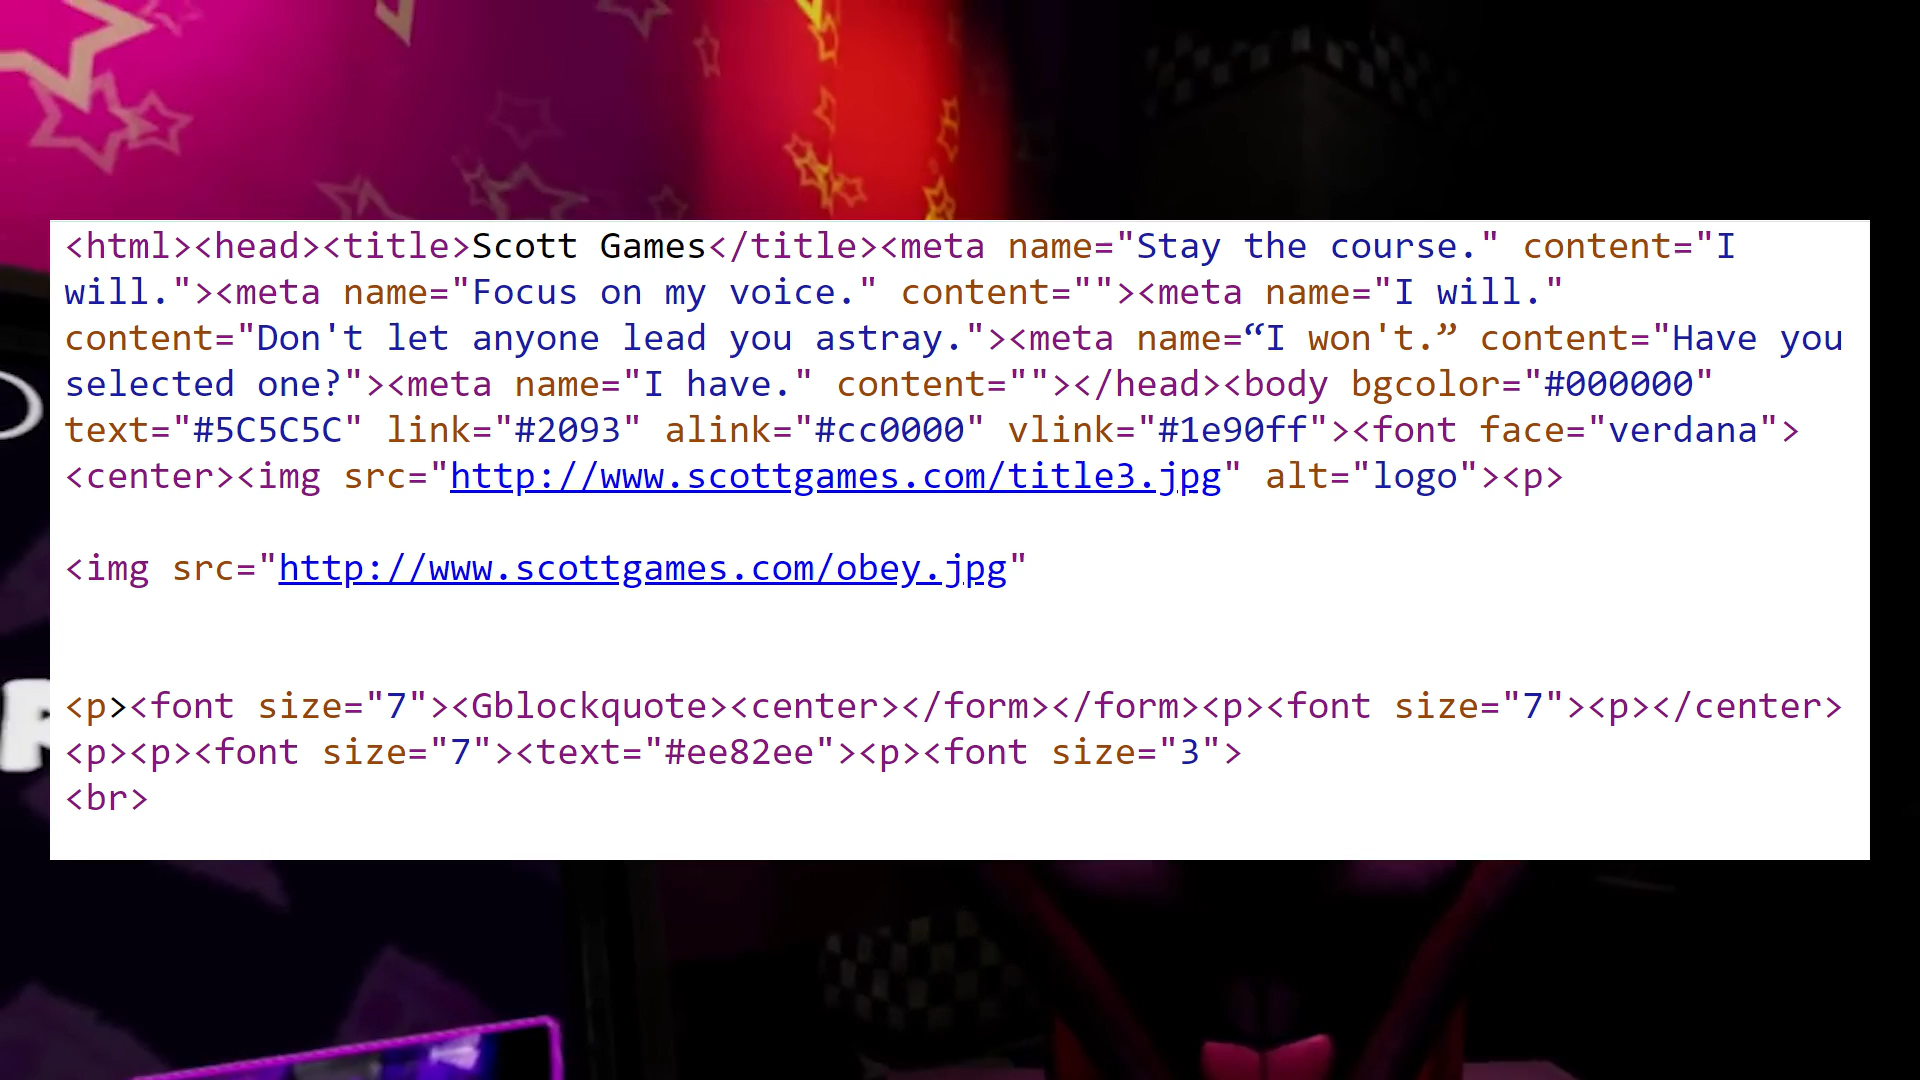 <html><head><title>Scott Games</title><meta name="Stay the course." content="I
will."><meta name="Focus on my voice." content=""><meta name="I will."
content="Don't let anyone lead you astray."><meta name=“I won't.” content="Have you
selected one?"><meta name="I have." content=""></head><body bgcolor="#000000"
text="#5C5C5C" link="#2093" alink="#cc0000" vlink="#1e90ff"><font face="verdana">
<center><img src="http://www.scottgames.com/title3.jpg" alt="logo"><p>
<img src="http://www.scottgames.com/obey.jpg"
<p><font size="7"><Gblockquote><center></form></form><p><font size="7"><p></center>
<p><p><font size="7"><text="#ee82ee"><p><font size="3">
<br>